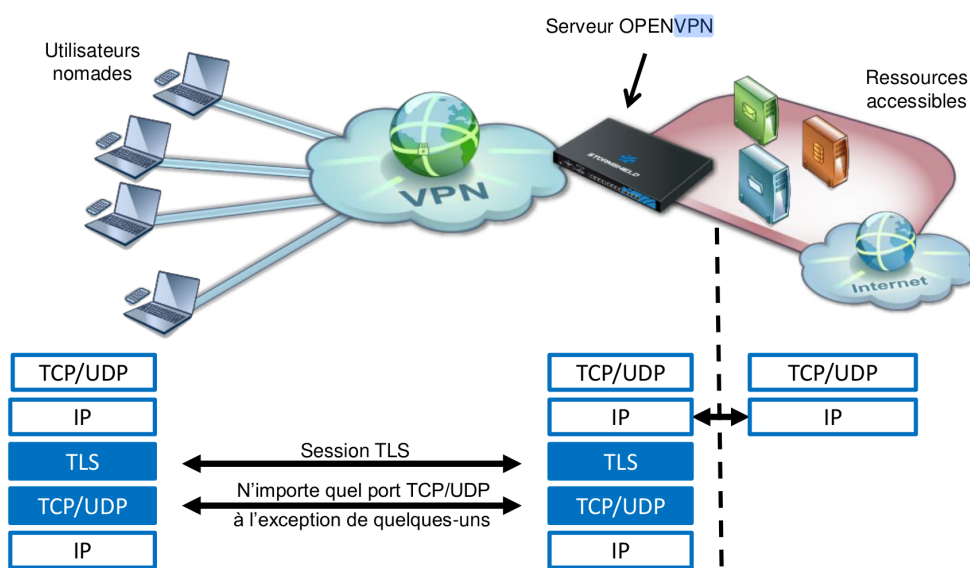 Serveur OPENVPN
Utilisateurs
nomades
Ressources
accessibles
STORMSHIELD
VPN
Internet
TCP/UDP
TCP/UDP
TCP/UDP
IP
IP
IP
TLS
Session TLS
TLS
TCP/UDP
N'importe quel port TCP/UDP
à l'exception de quelques-uns
TCP/UDP
IP
IP